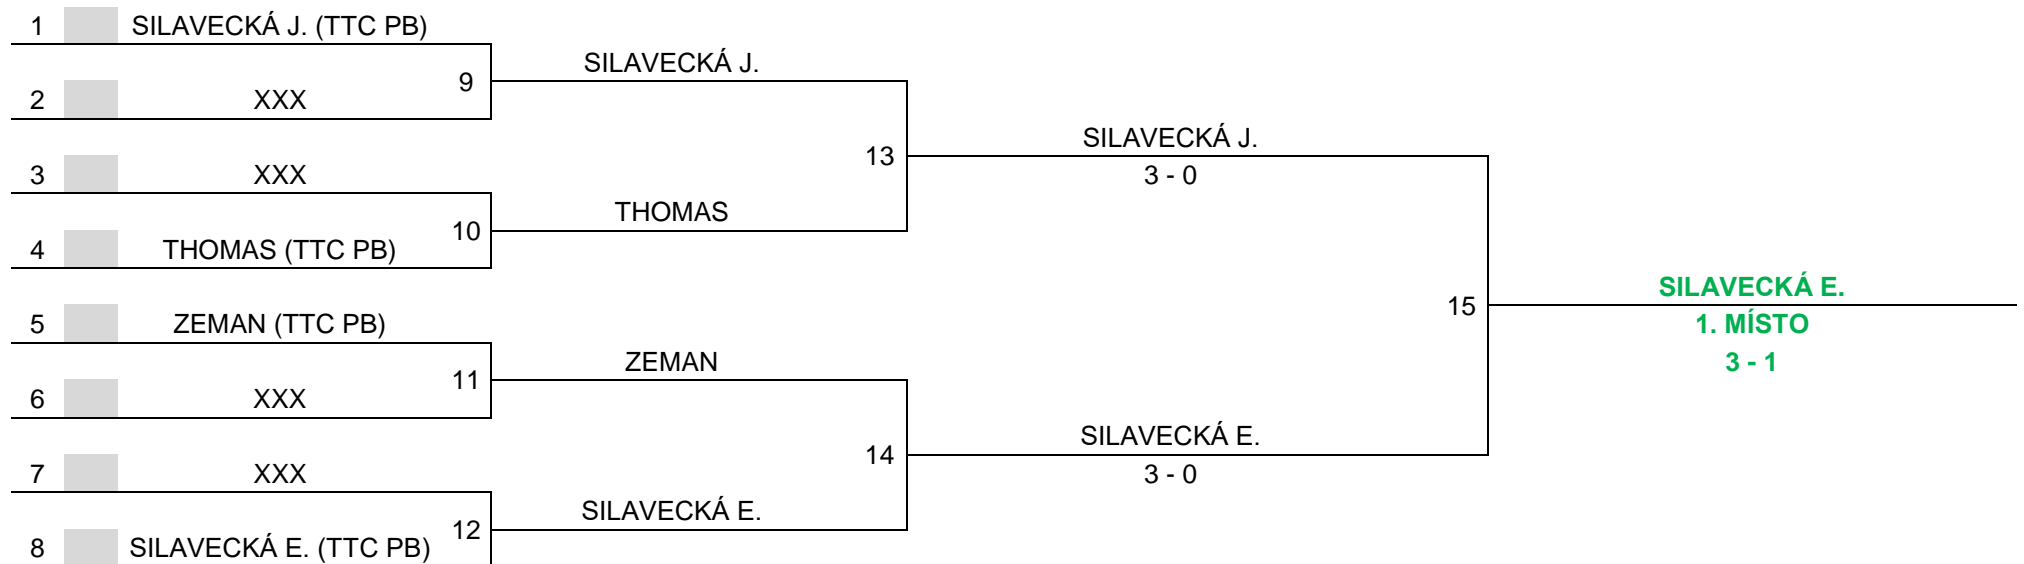 1 SILAVECKÁ J. (TTC PB)
SILAVECKÁ J.
9
2 XXX
SILAVECKÁ J.
13
3 XXX
3 - 0
THOMAS
10
4 THOMAS (TTC PB)
SILAVECKÁ E.
15
5 ZEMAN (TTC PB)
1. MÍSTO
ZEMAN
3 - 1
11
6 XXX
SILAVECKÁ E.
14
7 XXX
3 - 0
SILAVECKÁ E.
12
8 SILAVECKÁ E. (TTC PB)